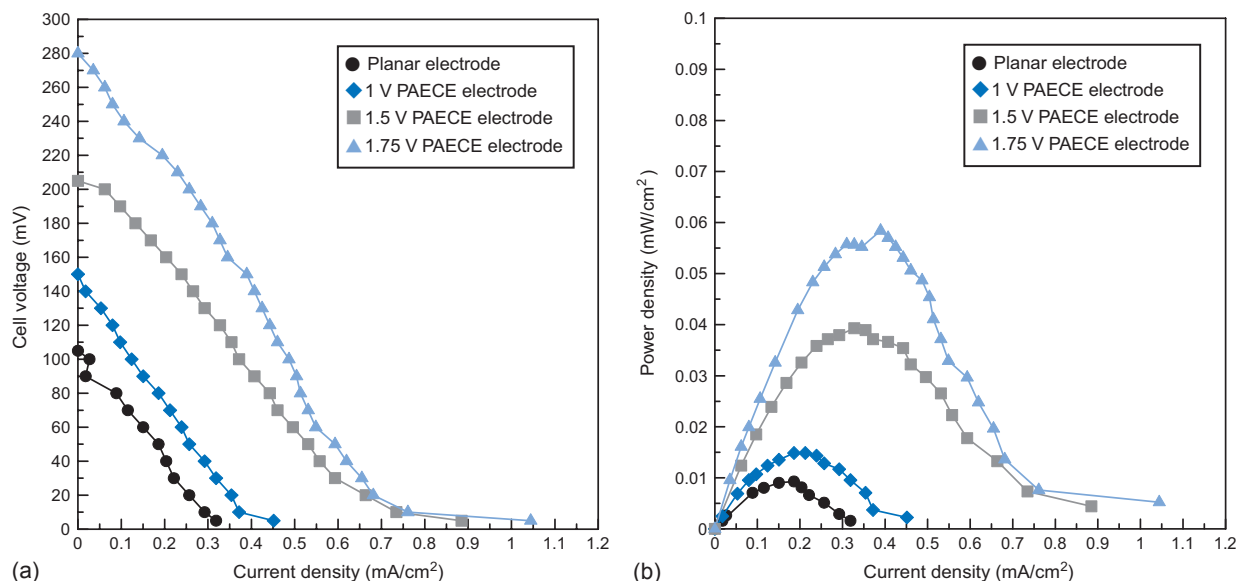 300
280
260
240
220
200
180
160
140
120
100
80
60
40
20
0
Cell voltage (mV)
Planar electrode
1 V PAECE electrode
1.5 V PAECE electrode
1.75 V PAECE electrode
0 0.1 0.2 0.3 0.4 0.5 0.6 0.7 0.8 0.9 1 1.1 1.2
(a)
Current density (mA/cm²)
0.1
0.09
0.08
0.07
0.06
0.05
0.04
0.03
0.02
0.01
0
Power density (mW/cm²)
Planar electrode
1 V PAECE electrode
1.5 V PAECE electrode
1.75 V PAECE electrode
0 0.1 0.2 0.3 0.4 0.5 0.6 0.7 0.8 0.9 1 1.1 1.2
(b)
Current density (mA/cm²)